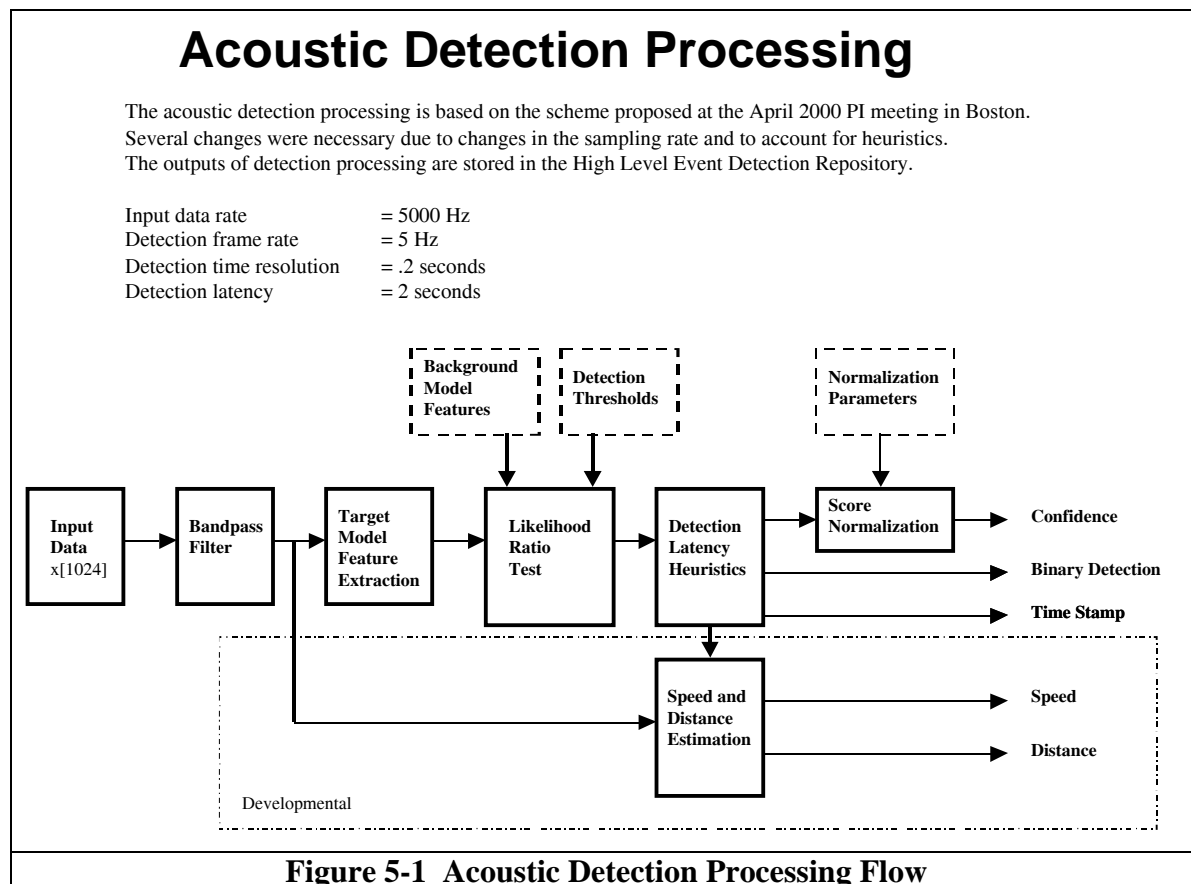 Acoustic Detection Processing
The acoustic detection processing is based on the scheme proposed at the April 2000 PI meeting in Boston.
Several changes were necessary due to changes in the sampling rate and to account for heuristics.
The outputs of detection processing are stored in the High Level Event Detection Repository.
Input data rate = 5000 Hz
Detection frame rate = 5 Hz
Detection time resolution = .2 seconds
Detection latency = 2 seconds
Background
Model
Features
Detection
Thresholds
Normalization
Parameters
Input
Data
x[1024]
Bandpass
Filter
Target
Model
Feature
Extraction
Likelihood
Ratio
Test
Detection
Latency
Heuristics
Score
Normalization
Confidence
Binary Detection
Time Stamp
Speed and
Distance
Estimation
Speed
Distance
Developmental
Figure 5-1 Acoustic Detection Processing Flow